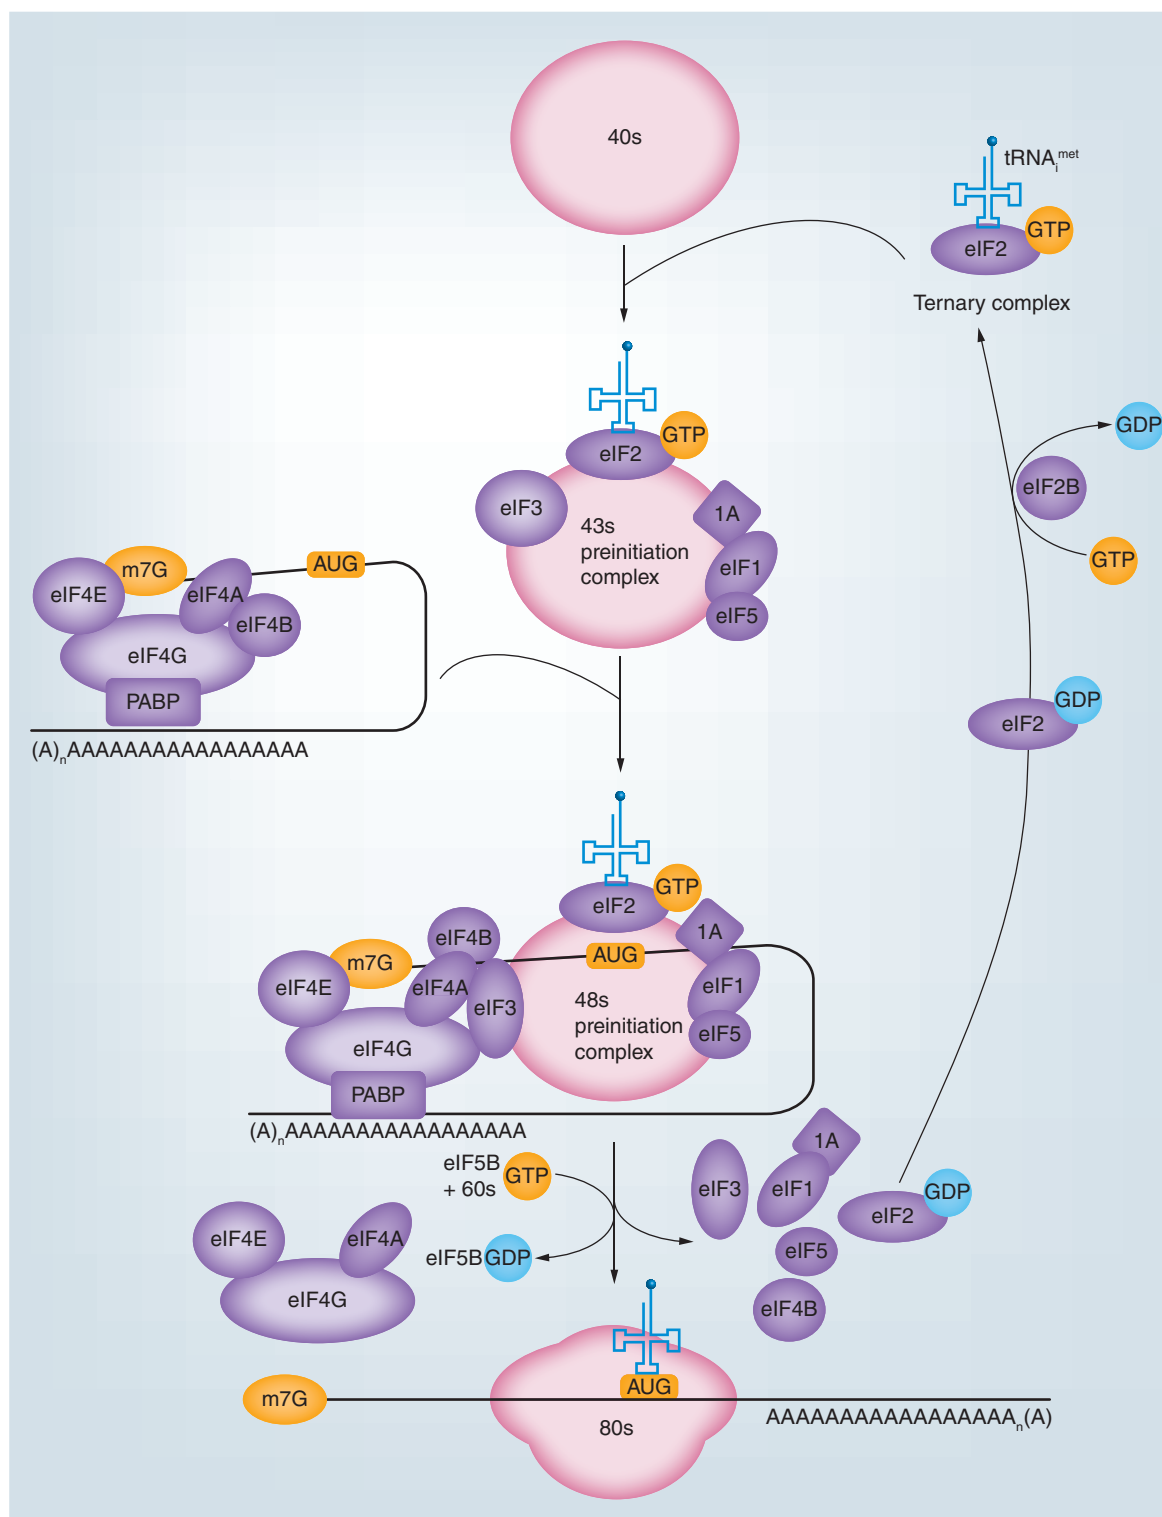 40s
tRNAᵢᵐᵉᵗ
eIF2
GTP
Ternary complex
eIF2
GTP
eIF3
43s
preinitiation
complex
1A
eIF1
eIF5
GDP
eIF2B
GTP
m7G
AUG
eIF4E
eIF4A
eIF4B
eIF4G
PABP
(A)ₙAAAAAAAAAAAAAAAAA
eIF2
GDP
eIF2
GTP
1A
eIF4B
AUG
m7G
eIF4E
eIF4A
eIF3
48s
preinitiation
complex
eIF1
eIF5
eIF4G
PABP
(A)ₙAAAAAAAAAAAAAAAAA
eIF5B
+ 60s
GTP
eIF5B
GDP
eIF3
1A
eIF1
eIF2
GDP
eIF5
eIF4B
eIF4E
eIF4A
eIF4G
AUG
m7G
80s
AAAAAAAAAAAAAAAAAₙ(A)